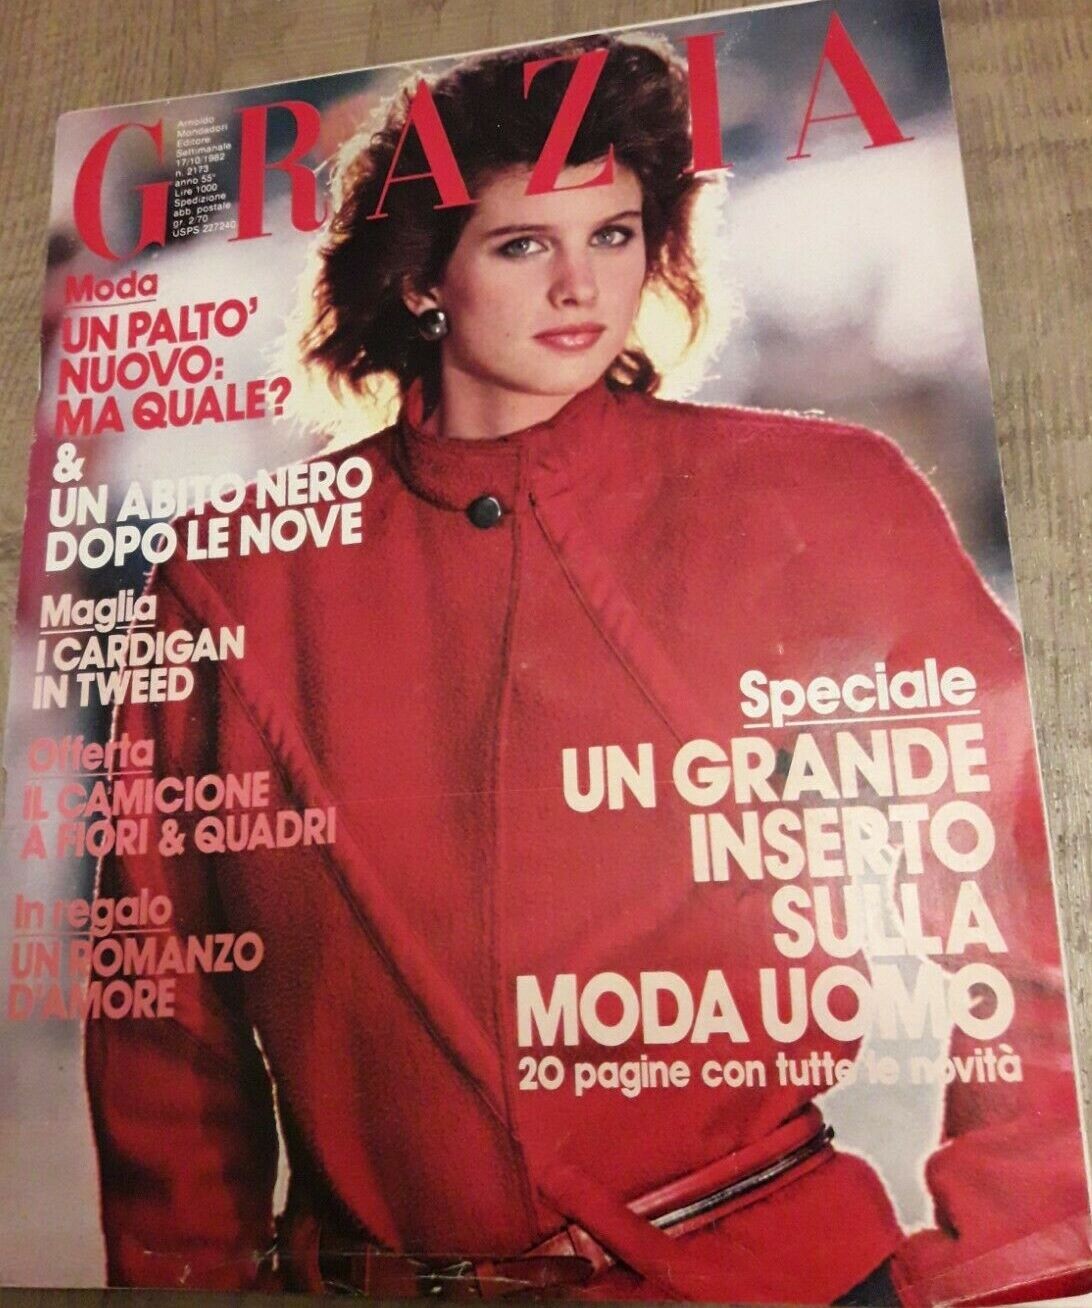 GRAZIA
Arnoldo
Mondadori
Editore
Settimanale
17/10/1982
n. 2173
anno 55°
Lire 1000
Spedizione
abb. postale
gr. 2/70
USPS 227240
Moda
UN PALTO'
NUOVO:
MA QUALE?
&
UN ABITO NERO
DOPO LE NOVE
Maglia
I CARDIGAN
IN TWEED
Offerta
IL CAMICIONE
A FIORI & QUADRI
In regalo
UN ROMANZO
D'AMORE
Speciale
UN GRANDE
INSERTO
SULLA
MODA UOMO
20 pagine con tutte le novità